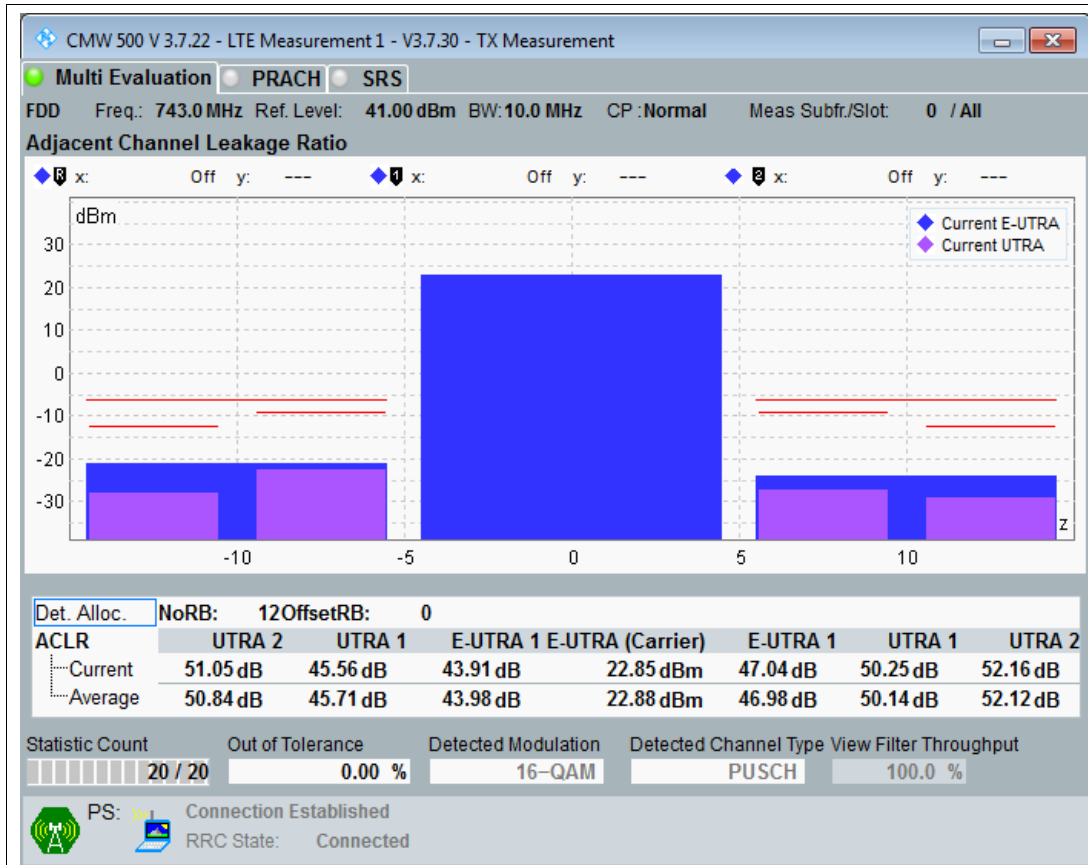 CMW 500 V 3.7.22 - LTE Measurement 1 - V3.7.30 - TX Measurement
Multi Evaluation PRACH SRS
FDD Freq.: 743.0 MHz Ref. Level: 41.00 dBm BW: 10.0 MHz CP : Normal Meas Subfr./Slot: 0 / All
Adjacent Channel Leakage Ratio
R x: Off y: --- 1 x: Off y: --- 2 x: Off y: ---
dBm
Current E-UTRA
Current UTRA
30
20
10
0
-10
-20
-30
z
-10 -5 0 5 10
Det. Alloc. NoRB: 12 OffsetRB: 0
ACLR UTRA 2 UTRA 1 E-UTRA 1 E-UTRA (Carrier) E-UTRA 1 UTRA 1 UTRA 2
Current 51.05 dB 45.56 dB 43.91 dB 22.85 dBm 47.04 dB 50.25 dB 52.16 dB
Average 50.84 dB 45.71 dB 43.98 dB 22.88 dBm 46.98 dB 50.14 dB 52.12 dB
Statistic Count Out of Tolerance Detected Modulation Detected Channel Type View Filter Throughput
20 / 20 0.00 % 16-QAM PUSCH 100.0 %
PS: Connection Established
RRC State: Connected